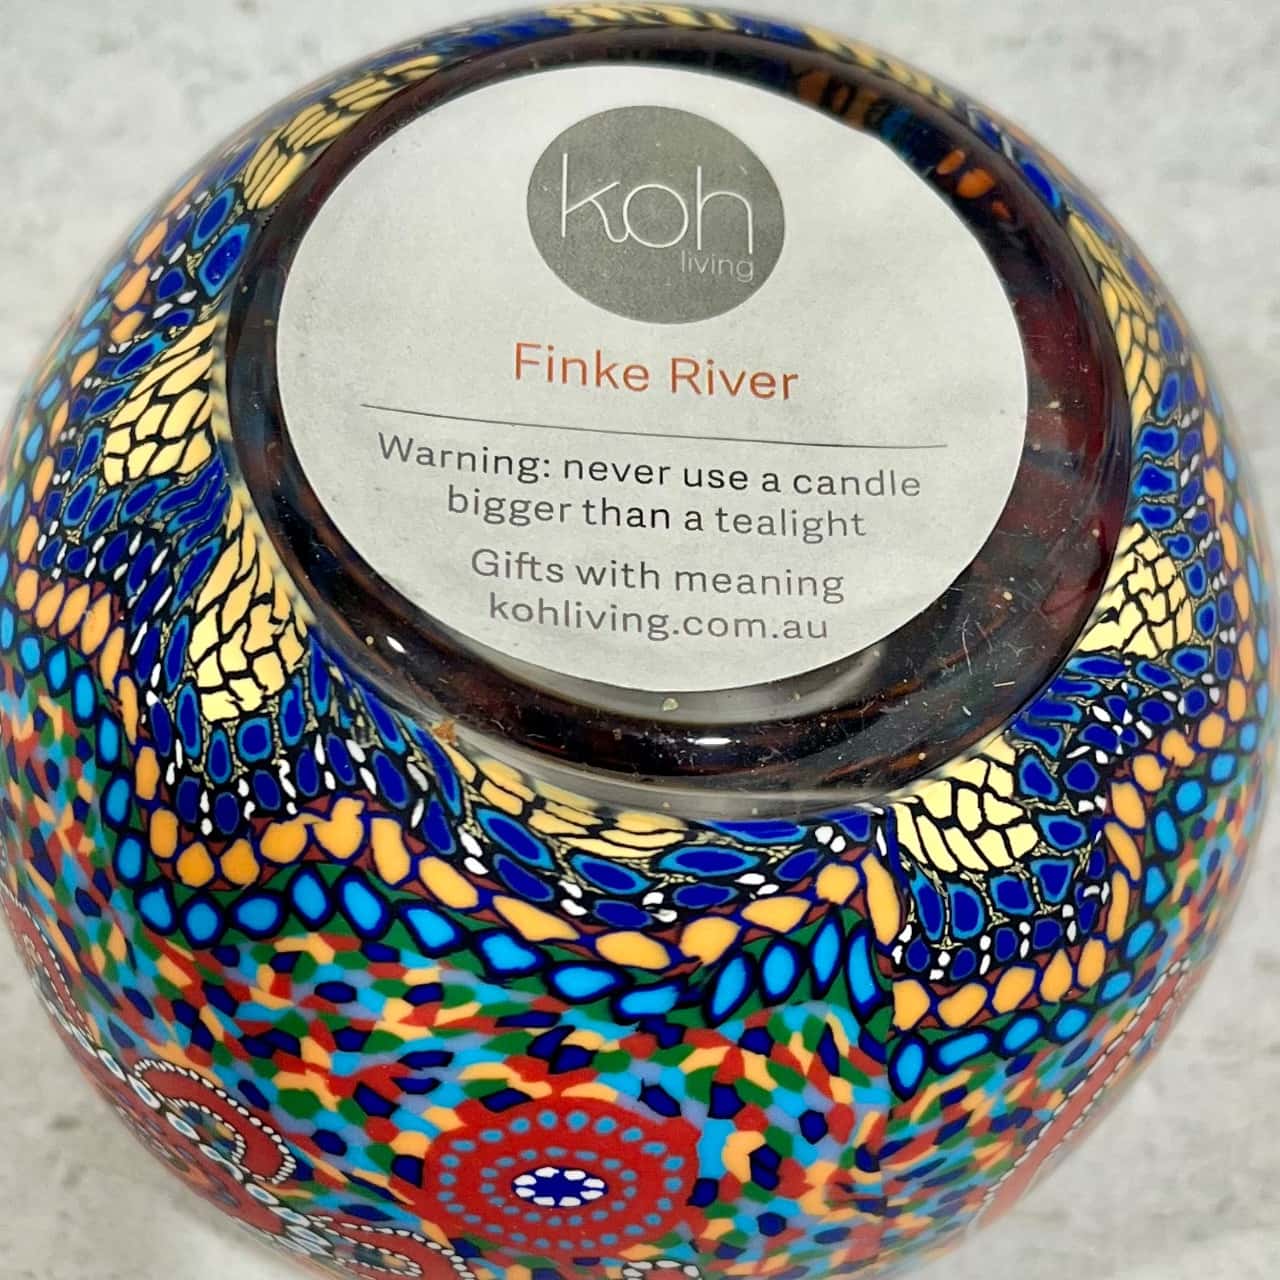 koh
living
Finke River
Warning: never use a candle
bigger than a tealight
Gifts with meaning
kohliving.com.au